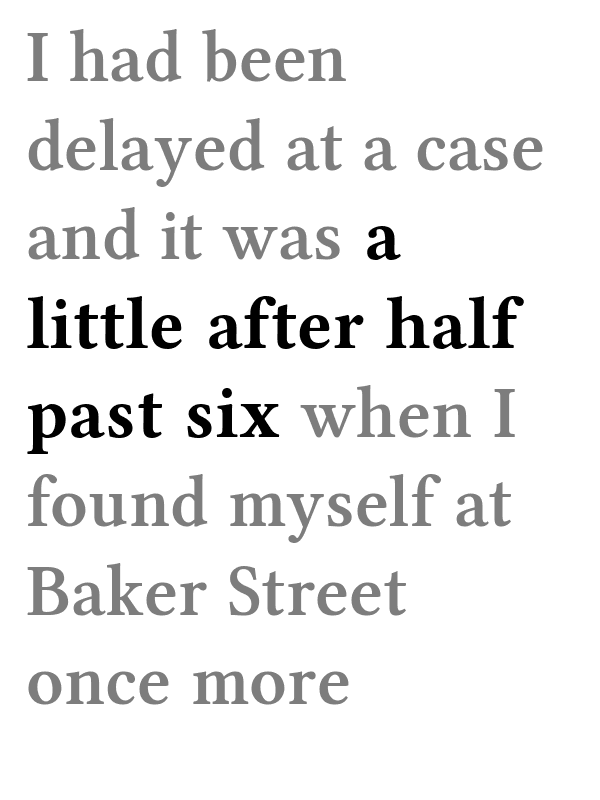 I had been
delayed at a case
and it was a
little after half
past six when I
found myself at
Baker Street
once more